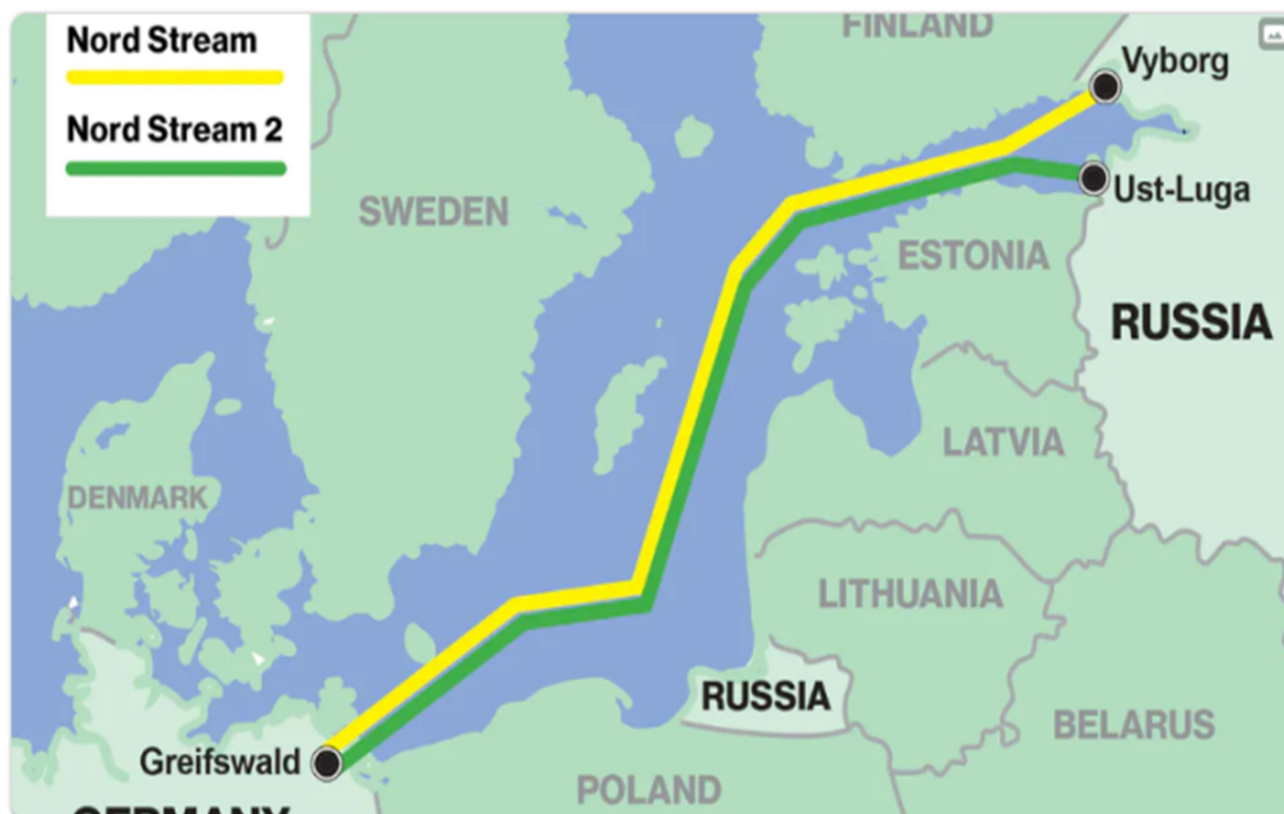 Nord Stream
Nord Stream 2
FINLAND
Vyborg
Ust-Luga
SWEDEN
ESTONIA
RUSSIA
LATVIA
DENMARK
LITHUANIA
RUSSIA
BELARUS
Greifswald
POLAND
GERMANY